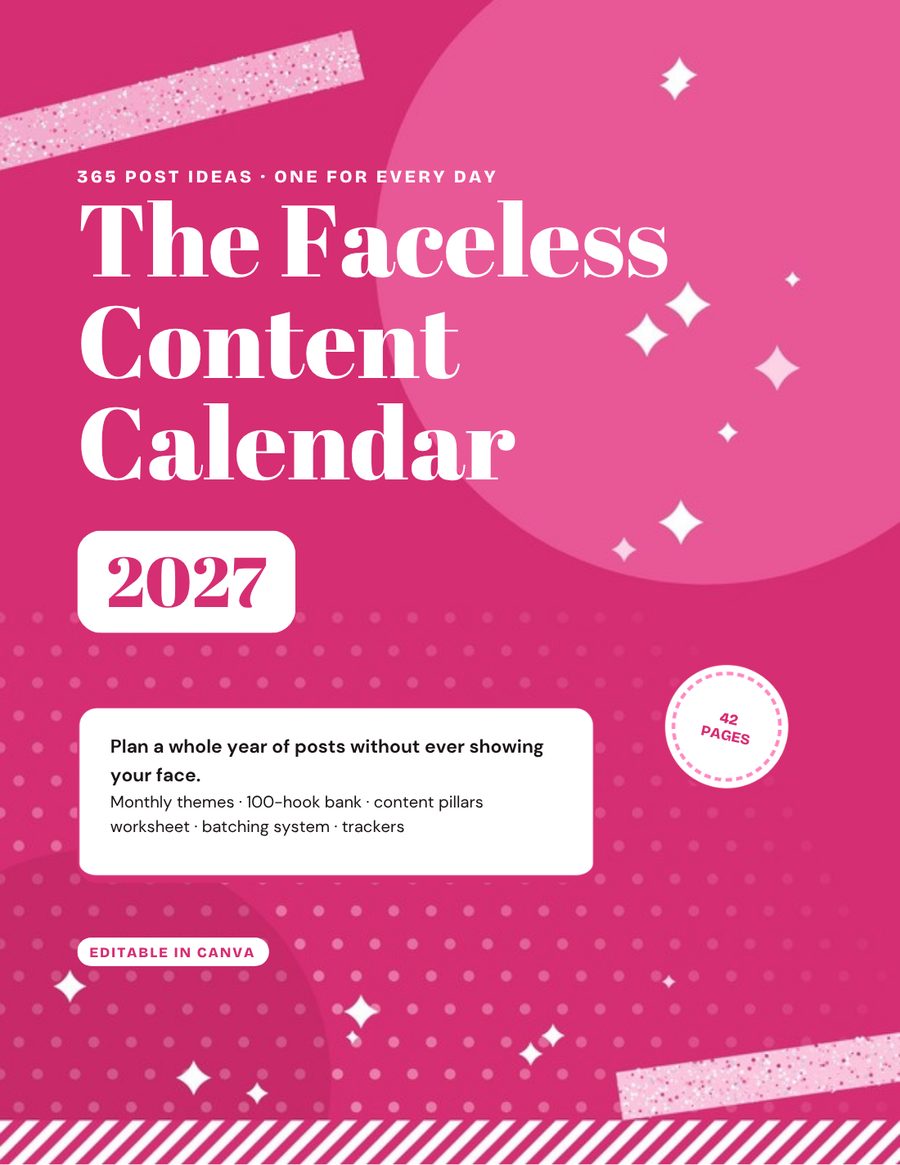 365 POST IDEAS · ONE FOR EVERY DAY
The Faceless
Content
Calendar
2027
42
PAGES
Plan a whole year of posts without ever showing
your face.
Monthly themes · 100-hook bank · content pillars
worksheet · batching system · trackers
EDITABLE IN CANVA